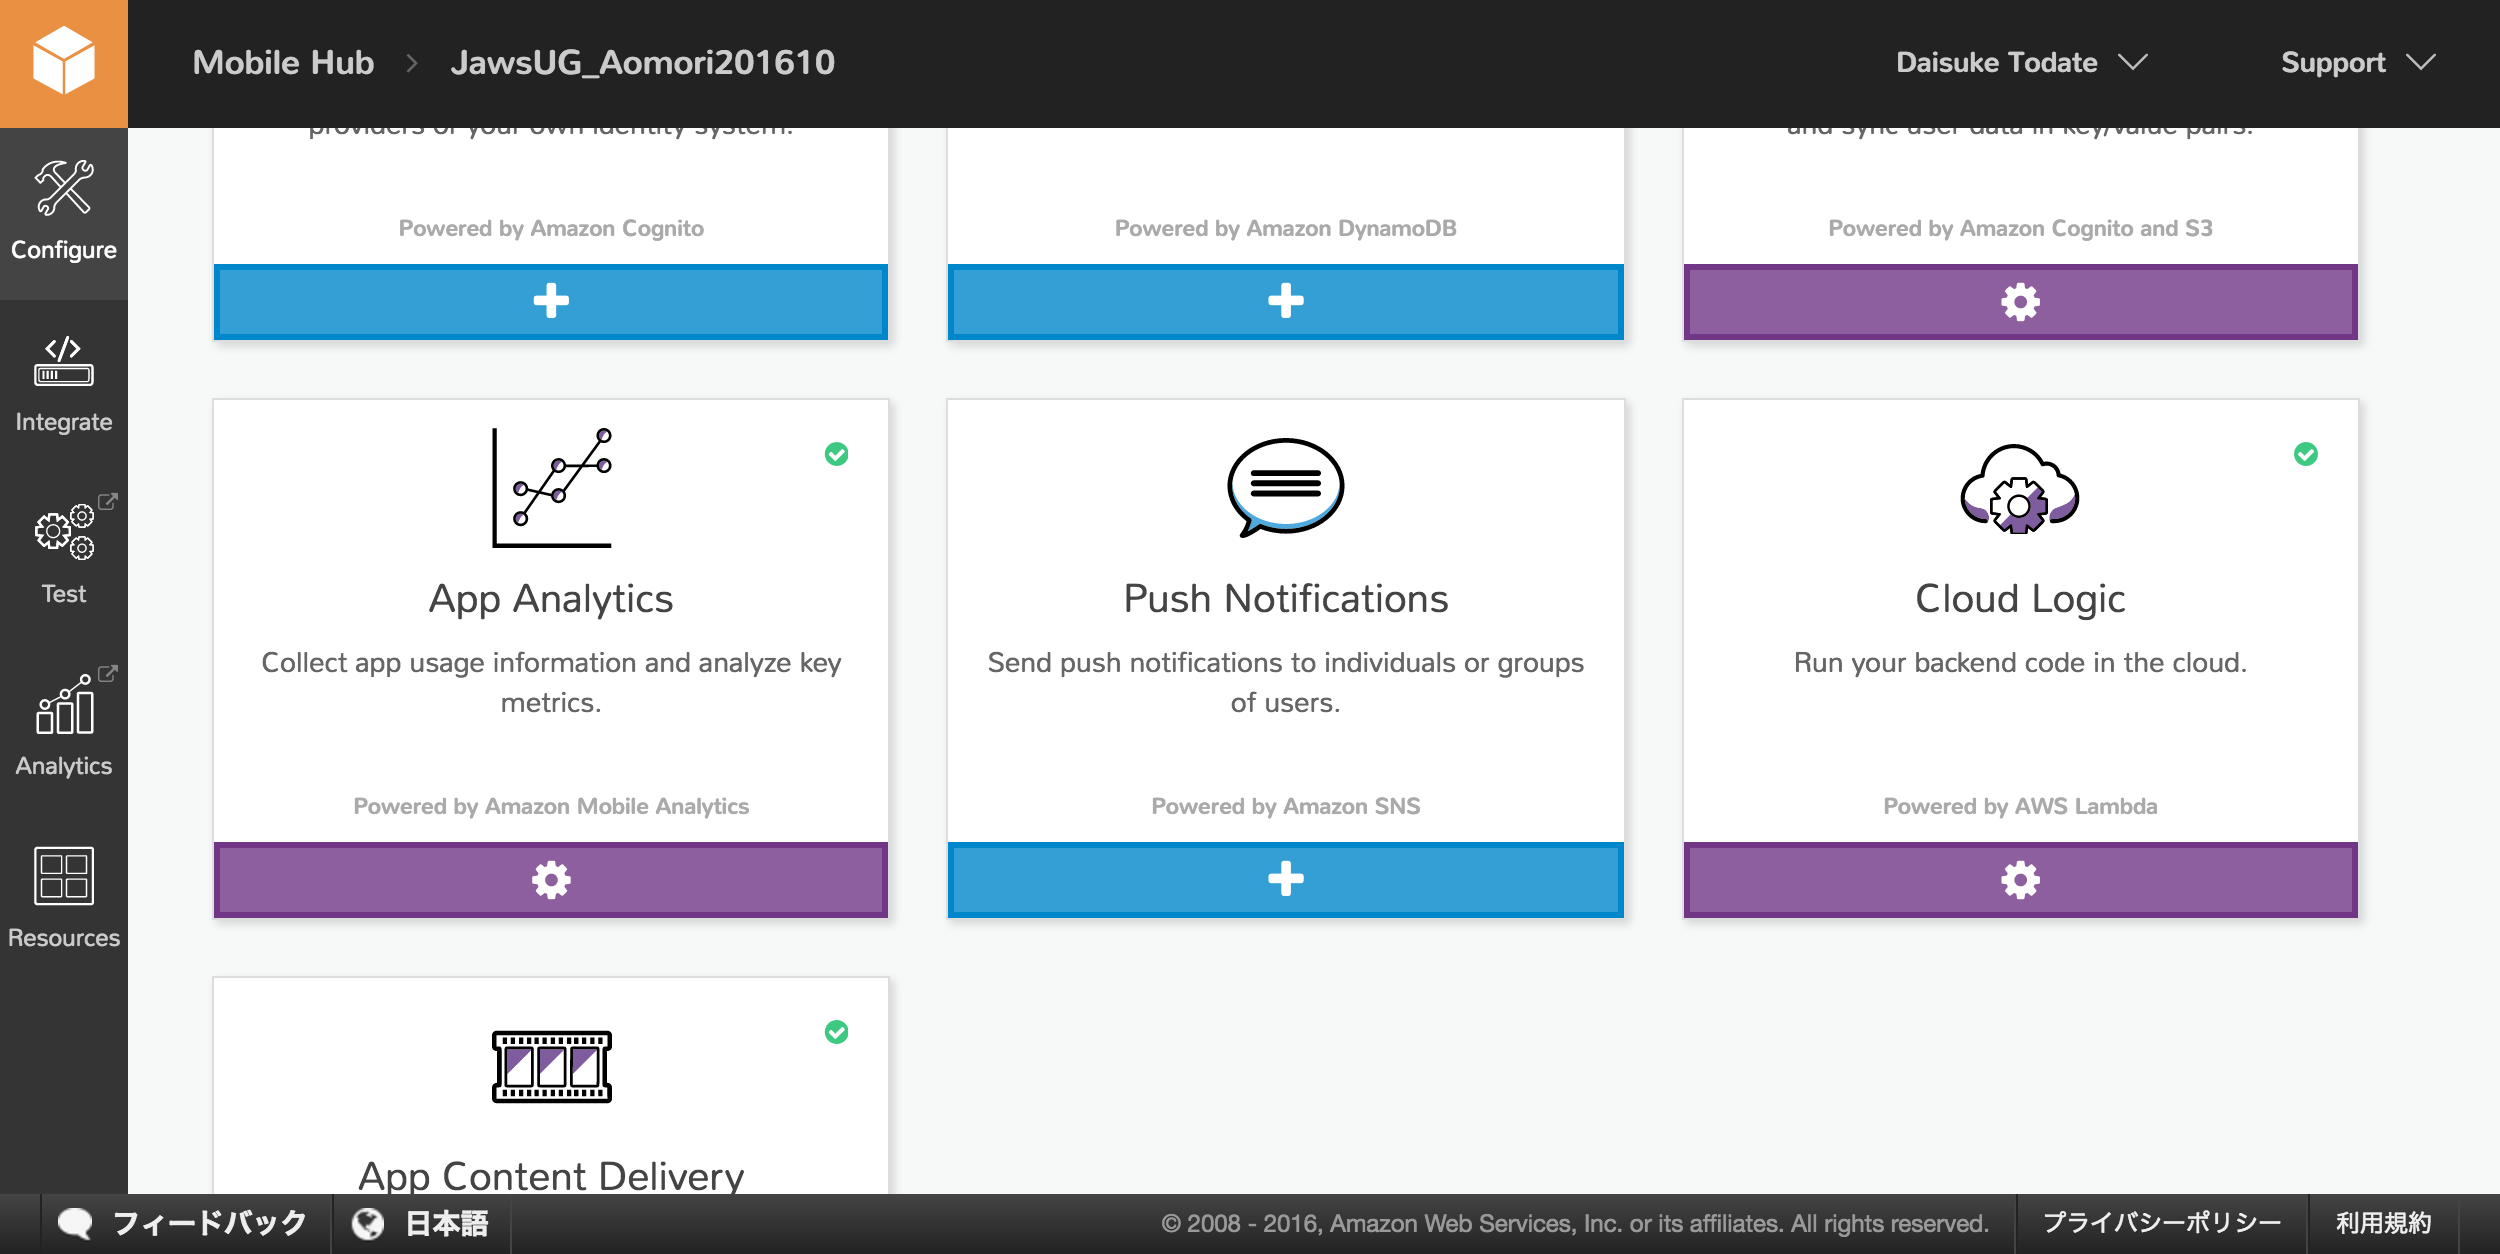 Mobile Hub > JawsUG_Aomori201610
Daisuke Todate
Support
Configure
Integrate
Test
Analytics
Resources
providers or your own identity system.
and sync user data in key/value pairs.
Powered by Amazon Cognito
Powered by Amazon DynamoDB
Powered by Amazon Cognito and S3
App Analytics
Collect app usage information and analyze key
metrics.
Powered by Amazon Mobile Analytics
Push Notifications
Send push notifications to individuals or groups
of users.
Powered by Amazon SNS
Cloud Logic
Run your backend code in the cloud.
Powered by AWS Lambda
App Content Delivery
フィードバック
日本語
© 2008 - 2016, Amazon Web Services, Inc. or its affiliates. All rights reserved.
プライバシーポリシー
利用規約